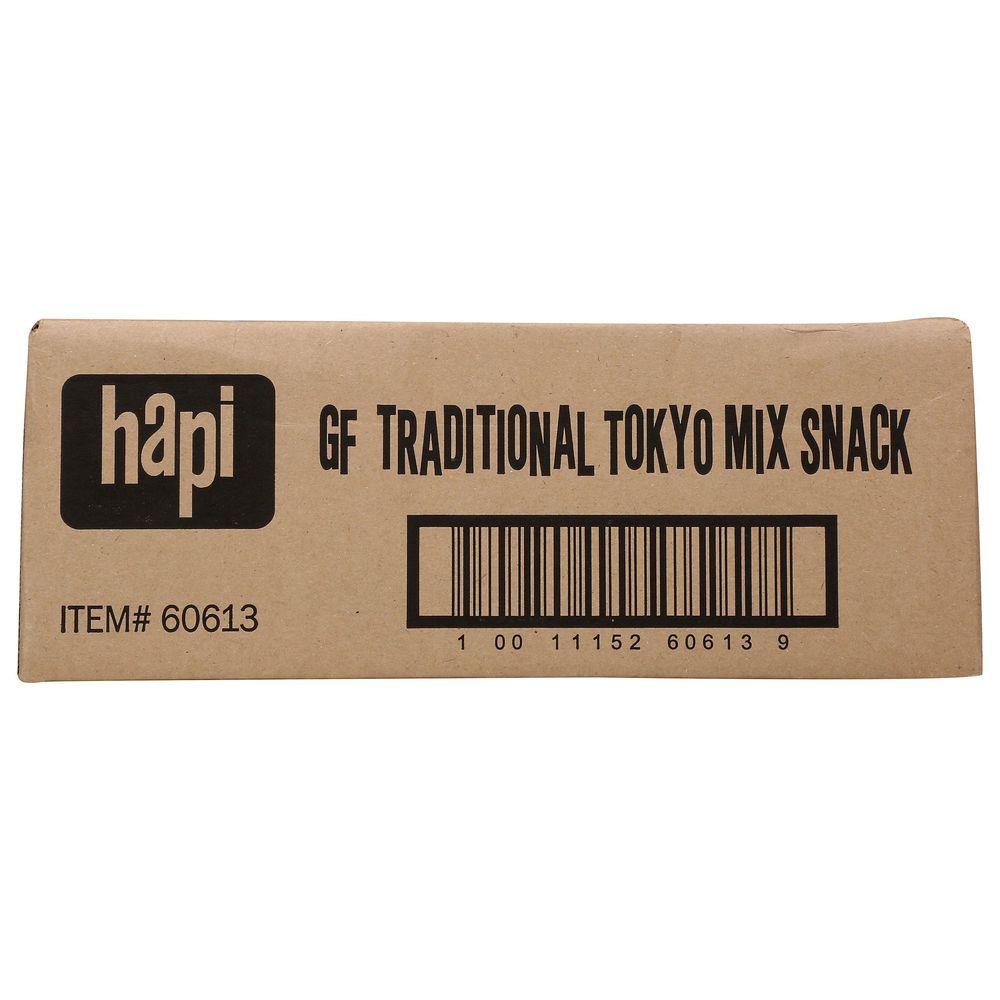 hapi
GF TRADITIONAL TOKYO MIX SNACK
ITEM# 60613
1 00 11152 60613 9